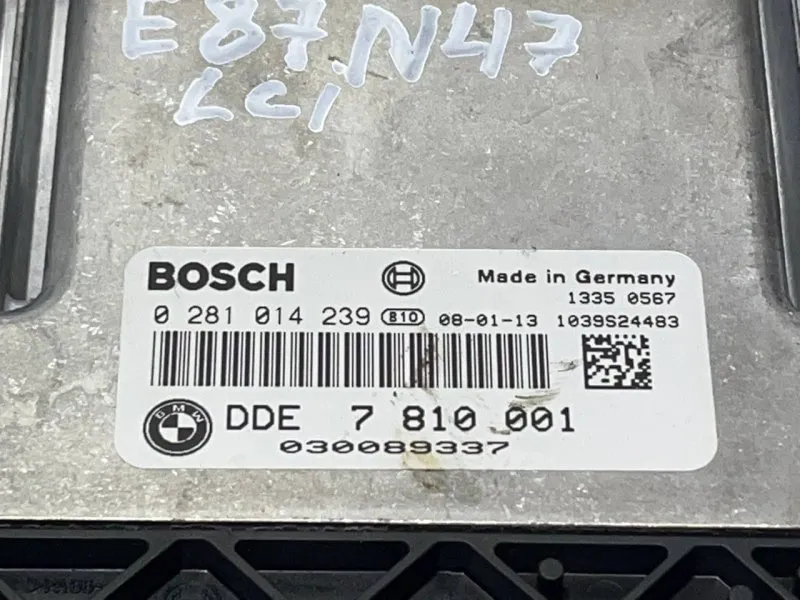 E87 N47
LCI
BOSCH
Made in Germany
1335 0567
0 281 014 239 B10 08-01-13 1039S24483
BMW
DDE 7 810 001
030089337